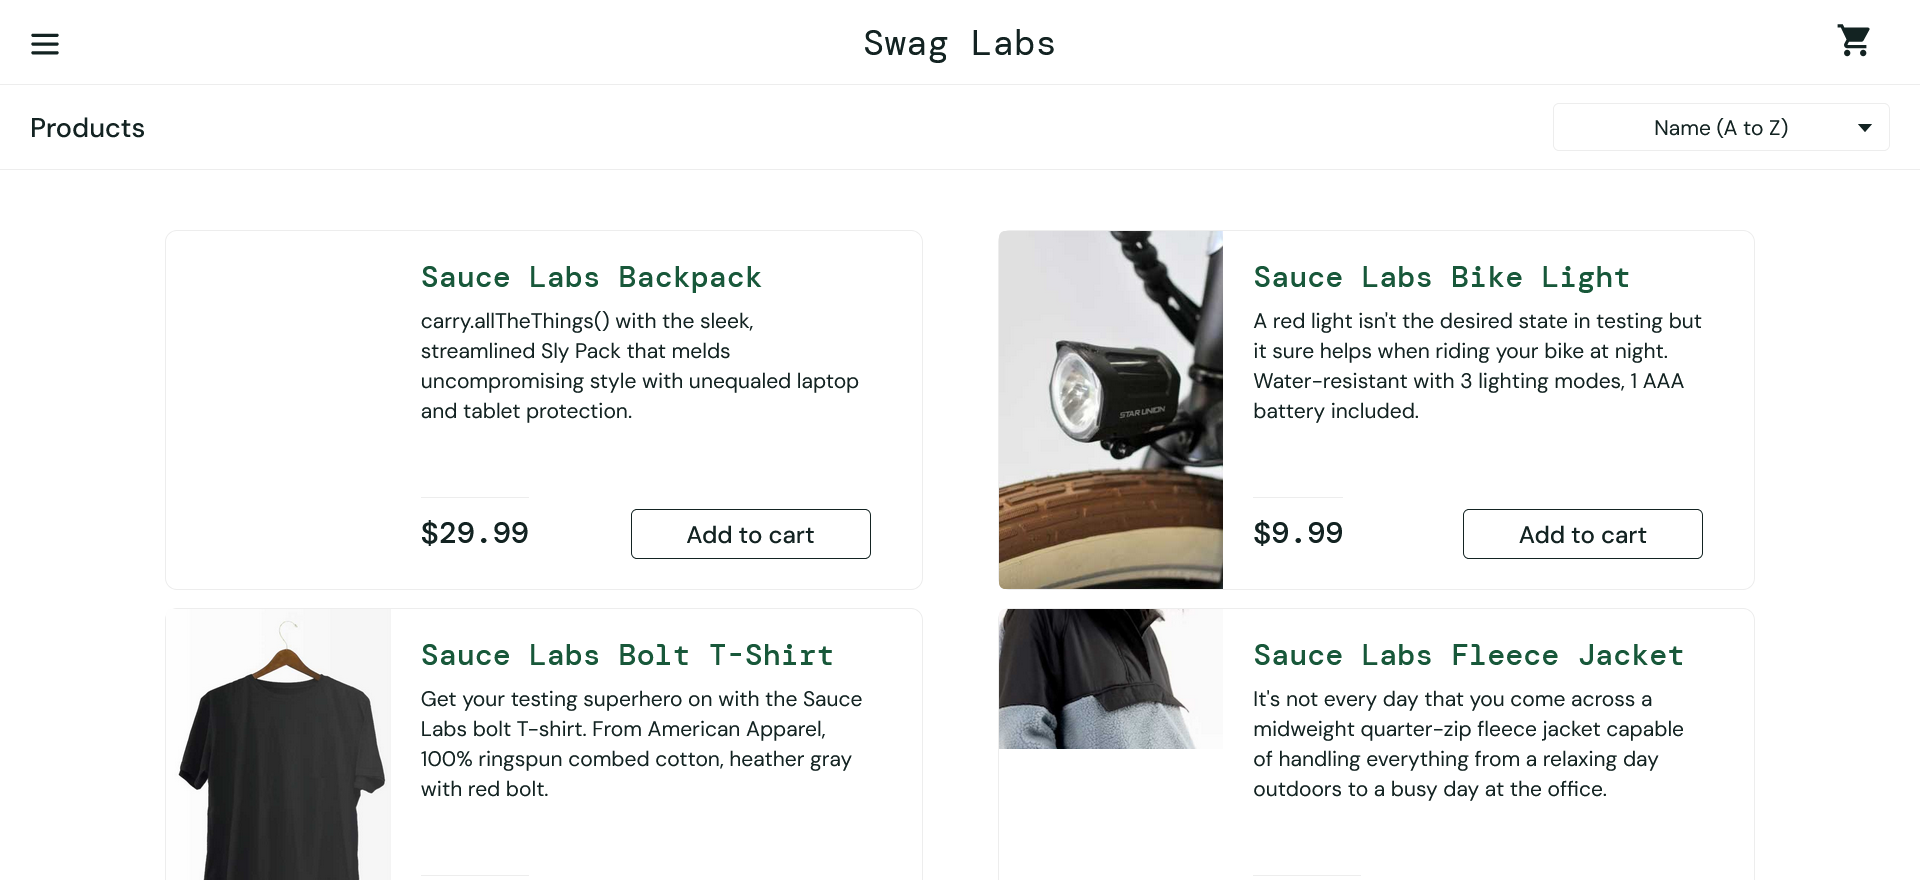 Swag Labs
Products
Name (A to Z)
Sauce Labs Backpack
carry.allTheThings() with the sleek,
streamlined Sly Pack that melds
uncompromising style with unequaled laptop
and tablet protection.
$29.99
Add to cart
STAR UNION
Sauce Labs Bike Light
A red light isn't the desired state in testing but
it sure helps when riding your bike at night.
Water-resistant with 3 lighting modes, 1 AAA
battery included.
$9.99
Add to cart
Sauce Labs Bolt T-Shirt
Get your testing superhero on with the Sauce
Labs bolt T-shirt. From American Apparel,
100% ringspun combed cotton, heather gray
with red bolt.
Sauce Labs Fleece Jacket
It's not every day that you come across a
midweight quarter-zip fleece jacket capable
of handling everything from a relaxing day
outdoors to a busy day at the office.